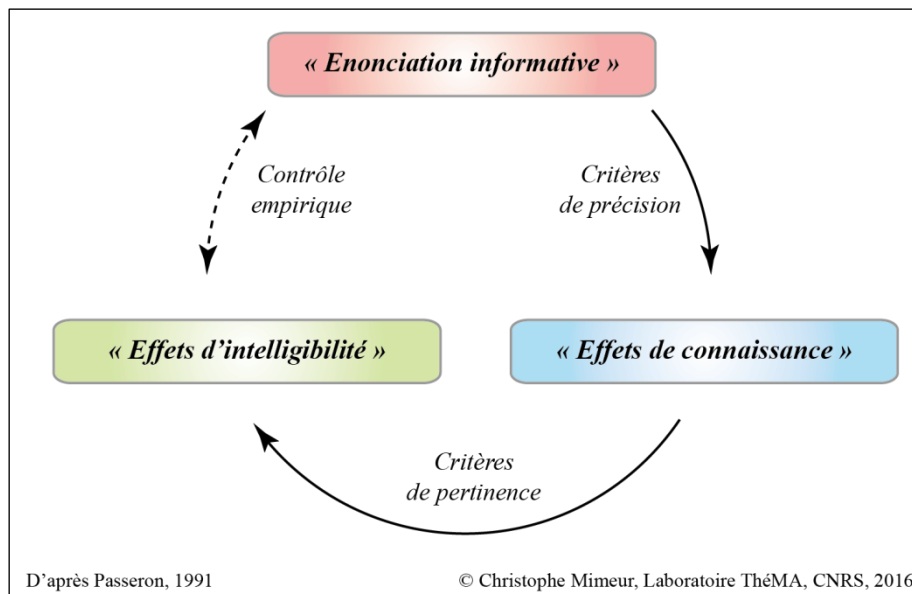 « Enonciation informative »
Contrôle
empirique
Critères
de précision
« Effets d’intelligibilité »
« Effets de connaissance »
Critères
de pertinence
D’après Passeron, 1991
© Christophe Mimeur, Laboratoire ThéMA, CNRS, 2016